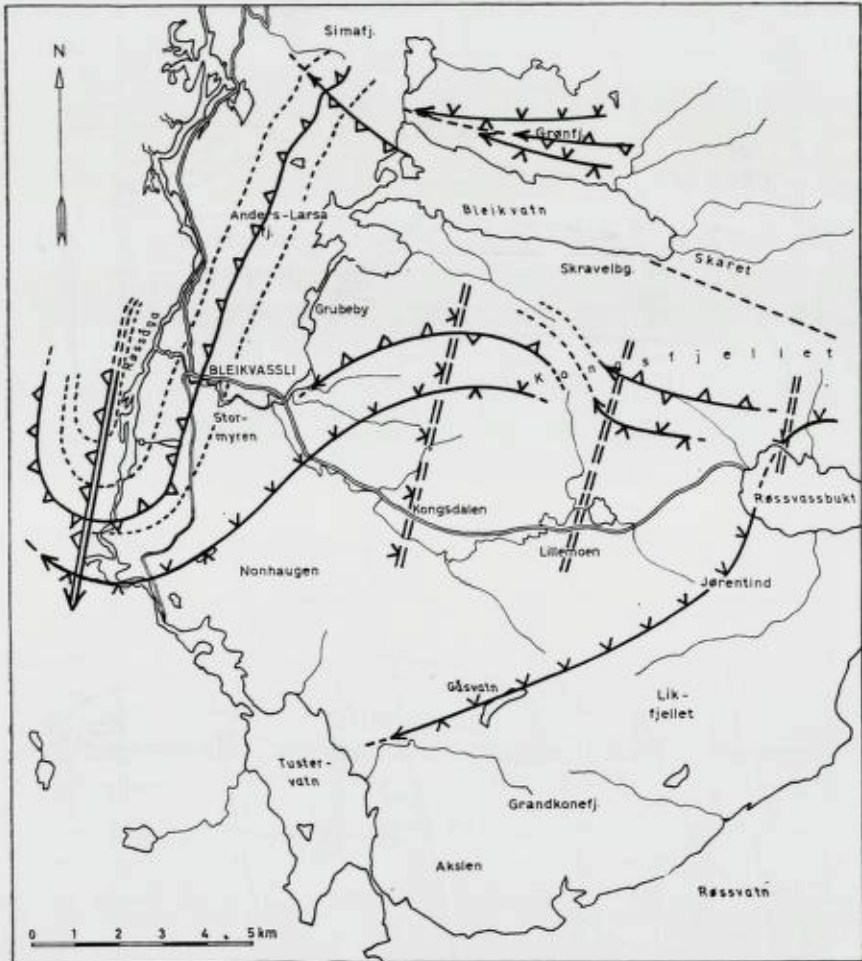 Simafj.
N
Grønfj.
Bleikvatn
Anders-Larsa
fj.
Skaret
Skravelbg.
Grubeby
Røssåga
BLEIKVASSLI
Kongsfjellet
Stor-
myren
Røssvassbukt
Kongsdalen
Lillemoen
Nonhaugen
Jørentind
Gåsvatn
Lik-
fjellet
Tuster-
vatn
Grandkonefj.
Akslen
Røssvatn
0 1 2 3 4 5 km